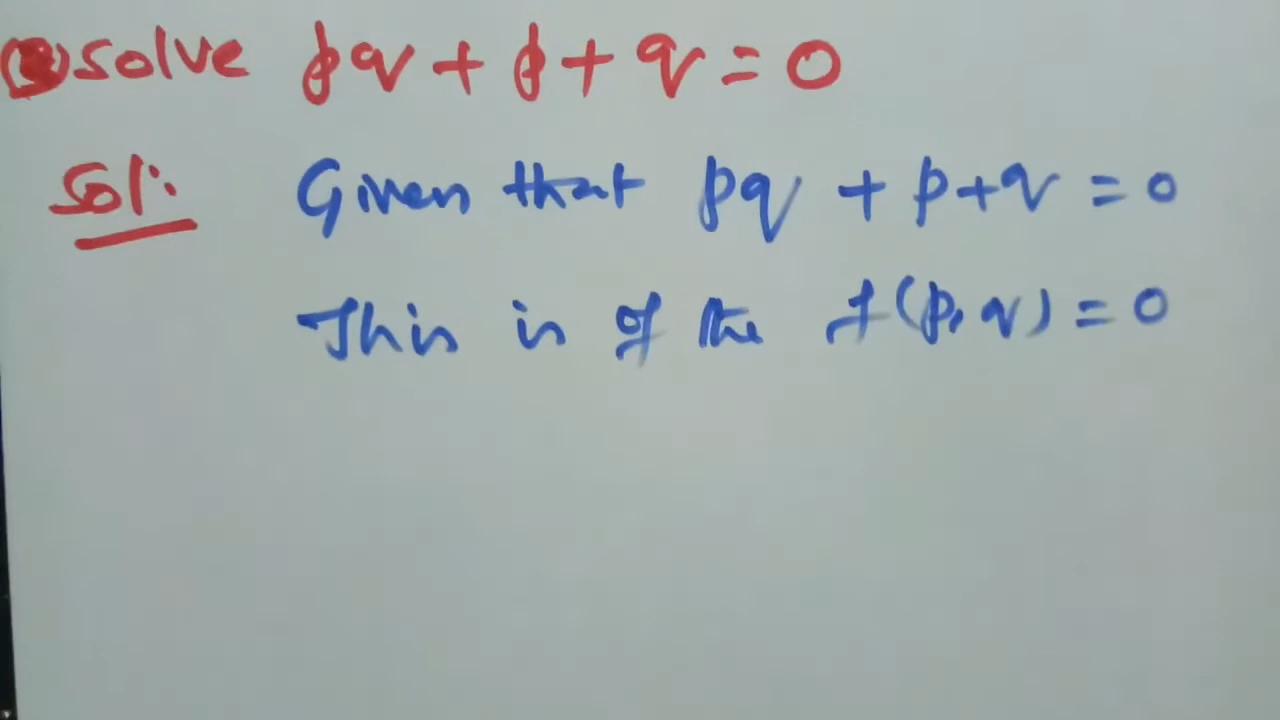 solve pq + p + q = 0
Sol:
Given that pq + p + q = 0
This is of the f(p, q) = 0